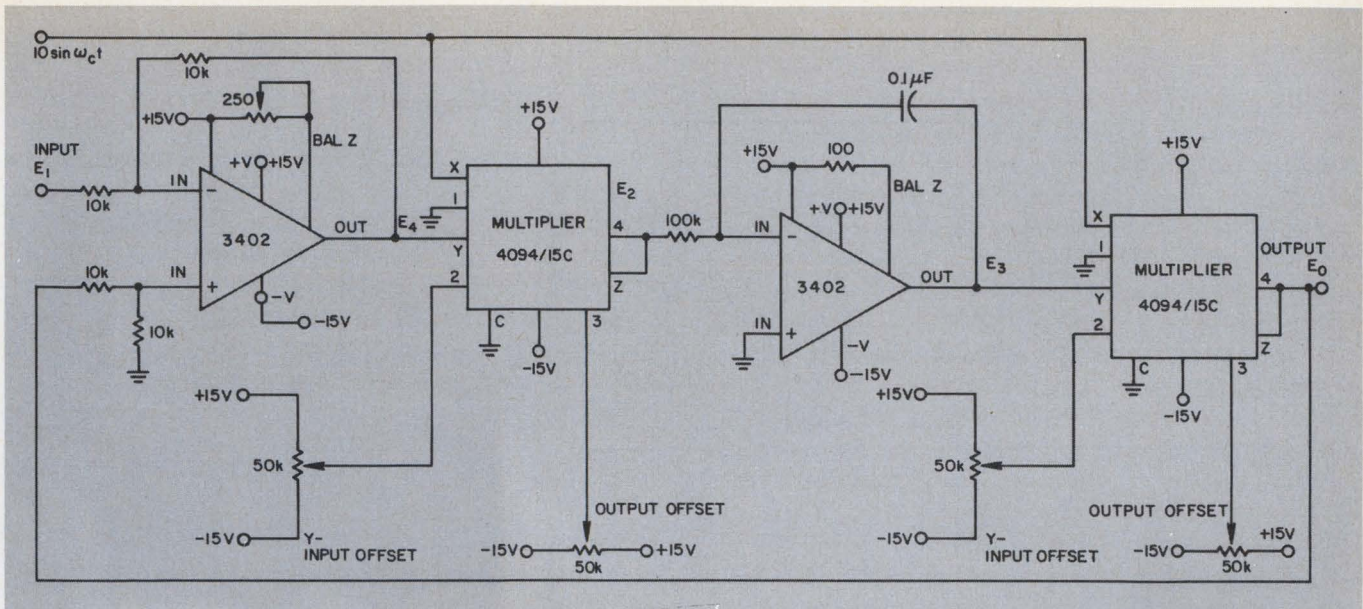 10 sin ωc t
10k
250
+15V
BAL Z
+V
+15V
INPUT
E1
10k
IN
−
3402
OUT
E4
10k
IN
+
10k
−V
−15V
+15V
50k
−15V
Y-
INPUT OFFSET
+15V
X
1
E2
MULTIPLIER
4094/15C
Y
2
4
Z
C
3
−15V
OUTPUT OFFSET
−15V
+15V
50k
100k
0.1µF
+15V
100
BAL Z
+V
+15V
IN
−
3402
OUT
E3
IN
+
−V
−15V
+15V
50k
−15V
Y-
INPUT OFFSET
+15V
X
1
MULTIPLIER
4094/15C
Y
2
4
Z
C
3
−15V
OUTPUT
EO
OUTPUT OFFSET
−15V
+15V
50k